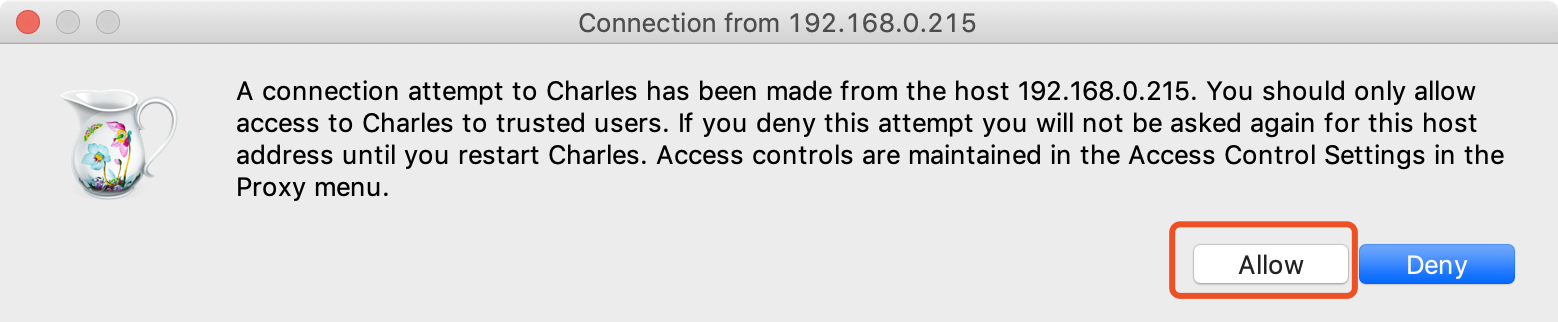 Connection from 192.168.0.215
A connection attempt to Charles has been made from the host 192.168.0.215. You should only allow
access to Charles to trusted users. If you deny this attempt you will not be asked again for this host
address until you restart Charles. Access controls are maintained in the Access Control Settings in the
Proxy menu.
Allow Deny